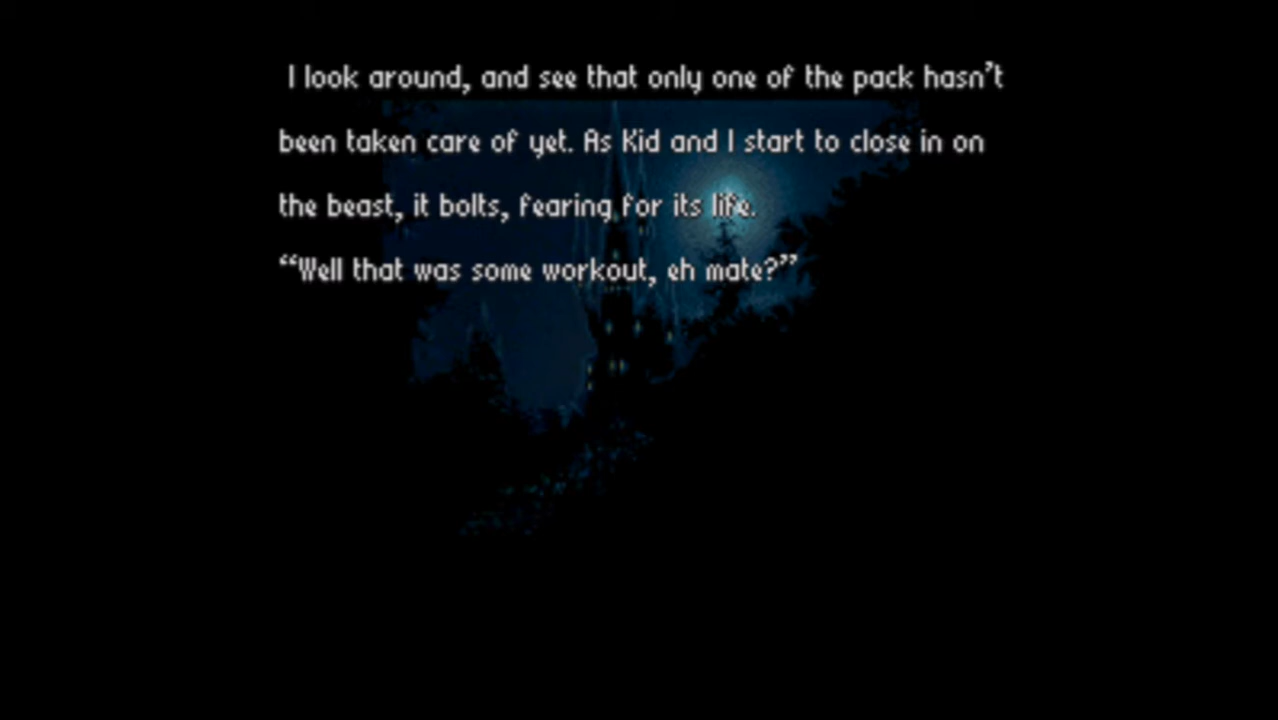 I look around, and see that only one of the pack hasn’t
been taken care of yet. As Kid and I start to close in on
the beast, it bolts, fearing for its life.
“Well that was some workout, eh mate?”